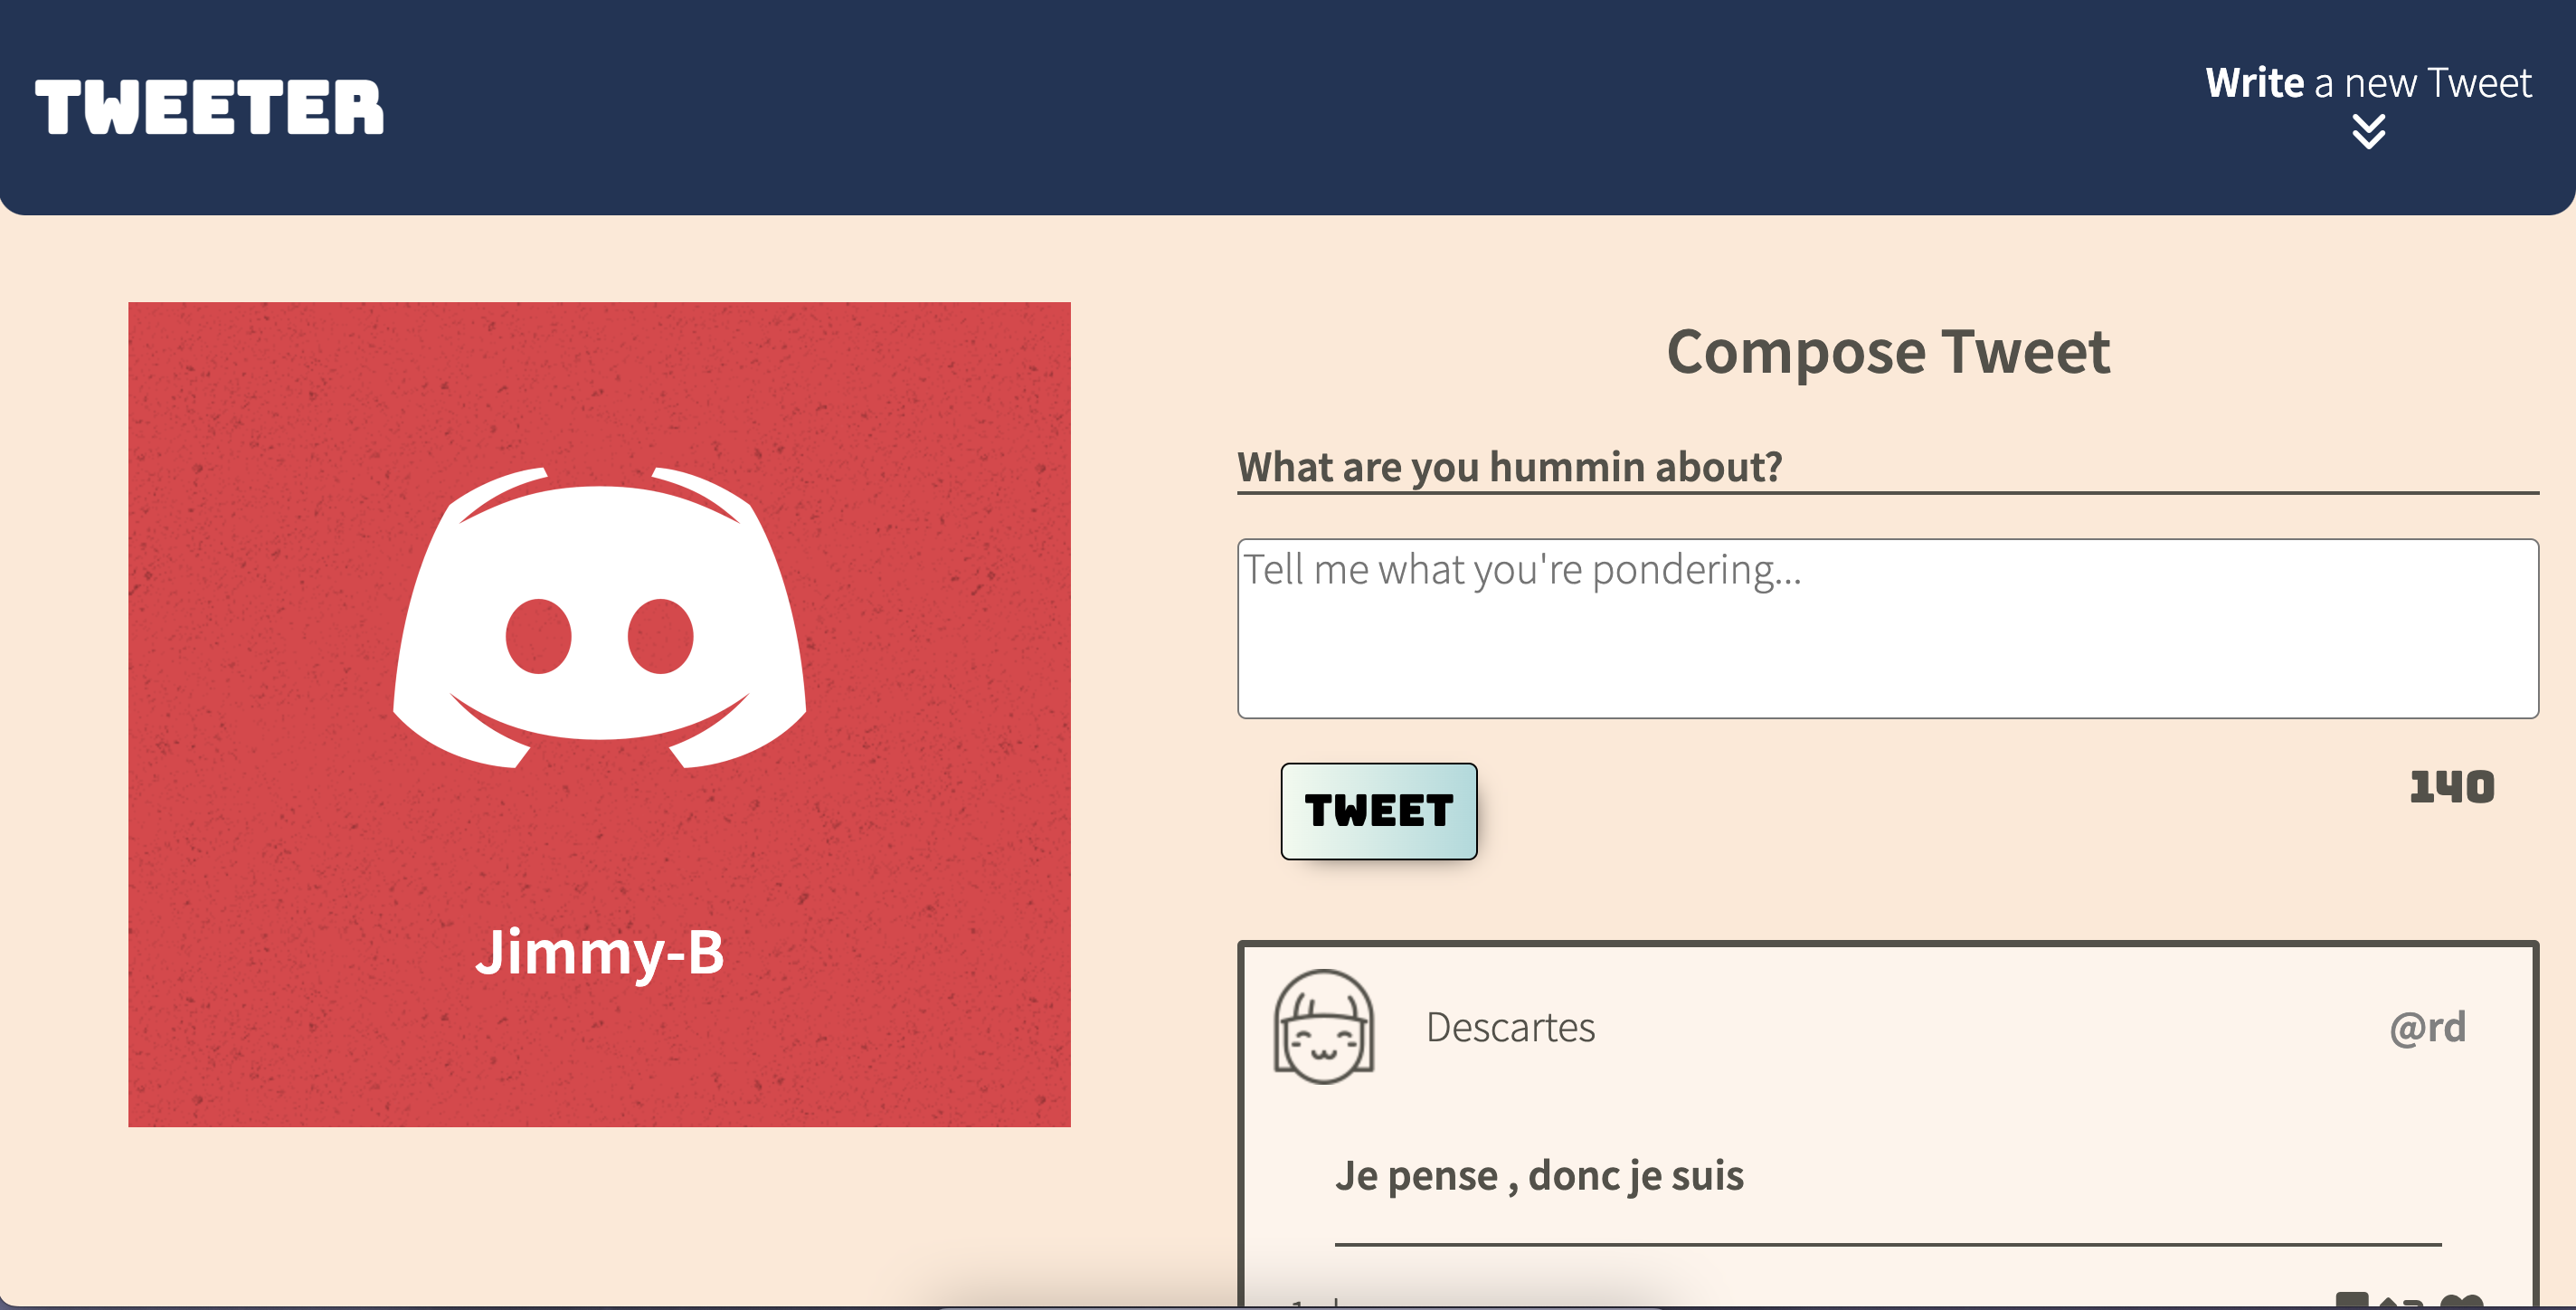 TWEETER
Write a new Tweet
Jimmy-B
Compose Tweet
What are you hummin about?
Tell me what you're pondering...
TWEET
140
Descartes
@rd
Je pense , donc je suis